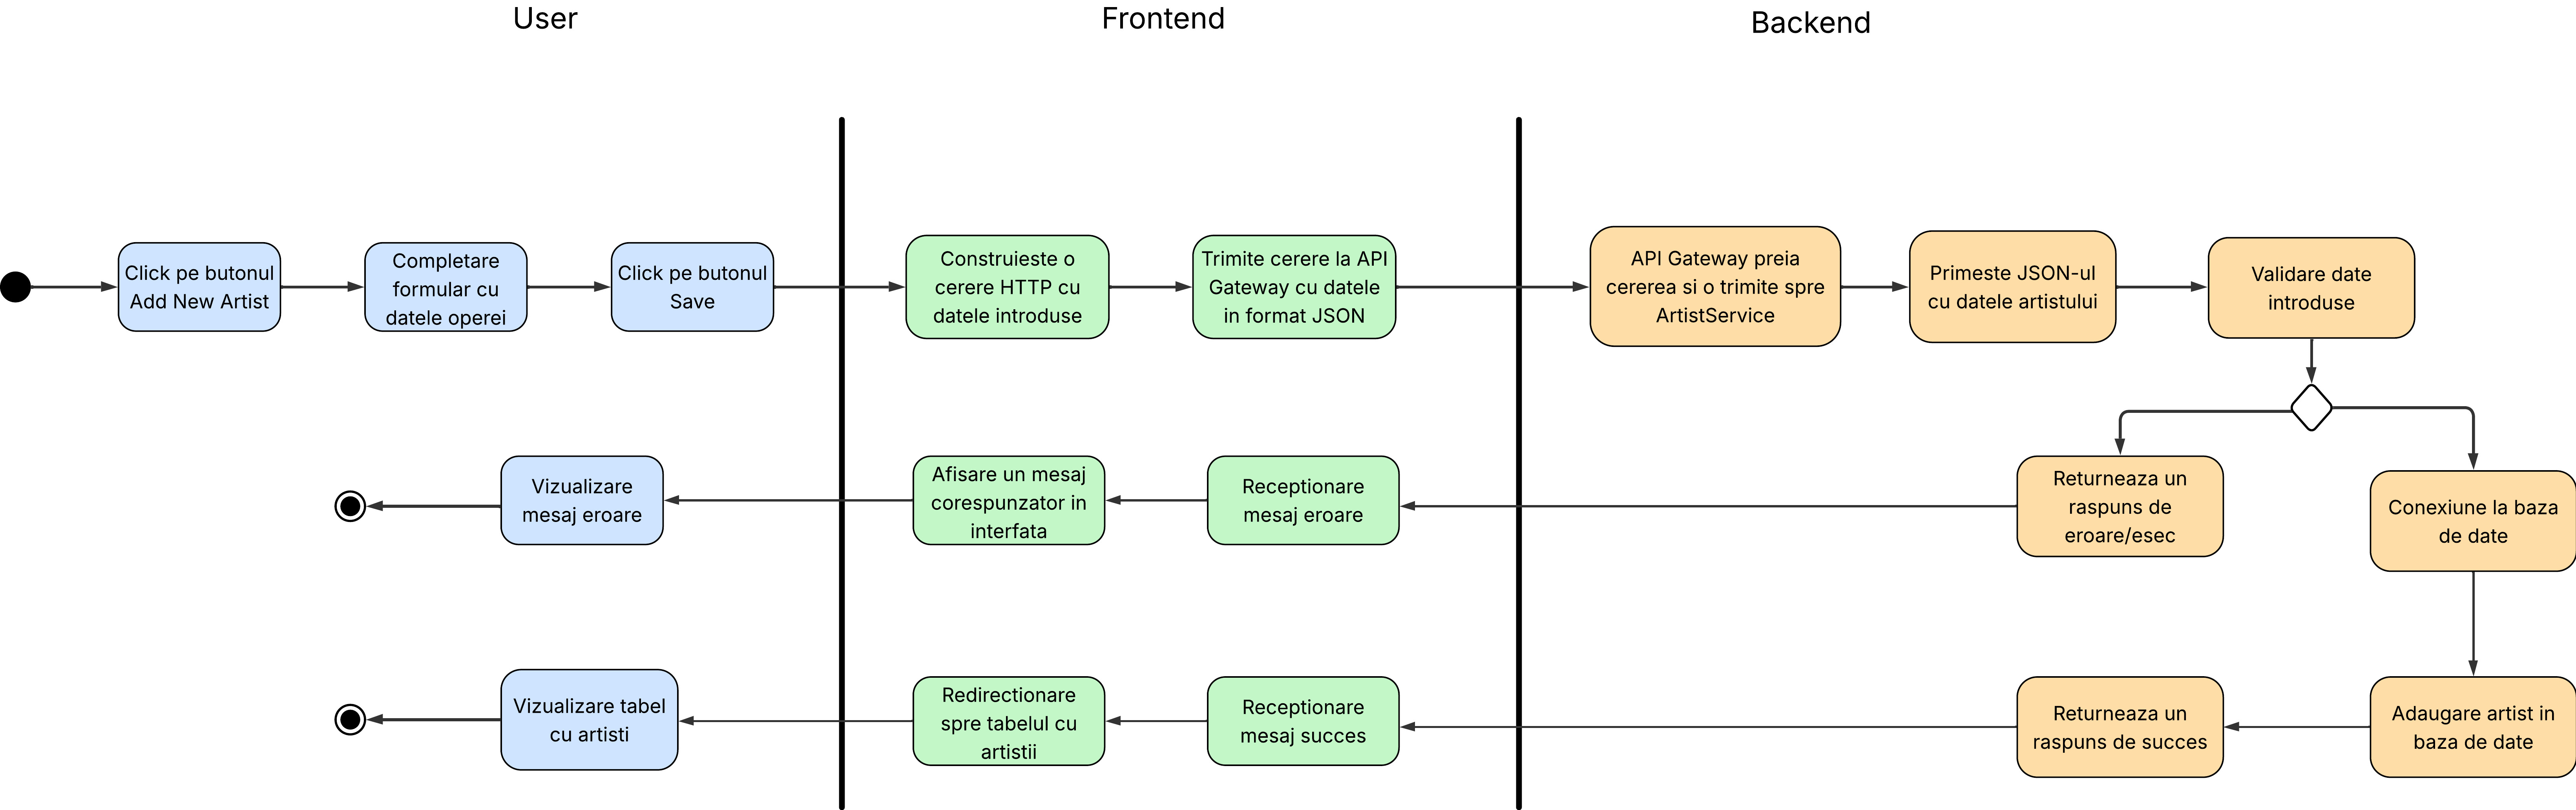 User
Frontend
Backend
Click pe butonul
Add New Artist
Completare
formular cu
datele operei
Click pe butonul
Save
Construieste o
cerere HTTP cu
datele introduse
Trimite cerere la API
Gateway cu datele
in format JSON
API Gateway preia
cererea si o trimite spre
ArtistService
Primeste JSON-ul
cu datele artistului
Validare date
introduse
Vizualizare
mesaj eroare
Afisare un mesaj
corespunzator in
interfata
Receptionare
mesaj eroare
Returneaza un
raspuns de
eroare/esec
Conexiune la baza
de date
Vizualizare tabel
cu artisti
Redirectionare
spre tabelul cu
artistii
Receptionare
mesaj succes
Returneaza un
raspuns de succes
Adaugare artist in
baza de date